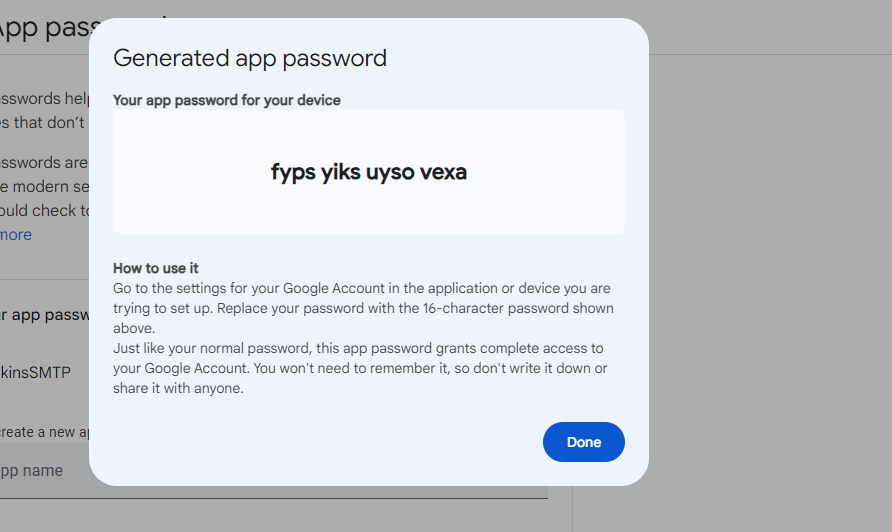 App pass
Generated app password
Your app password for your device
fyps yiks uyso vexa
asswords help
es that don't
asswords are
e modern se
ould check to
more
How to use it
Go to the settings for your Google Account in the application or device you are
trying to set up. Replace your password with the 16-character password shown
above.
Just like your normal password, this app password grants complete access to
your Google Account. You won't need to remember it, so don't write it down or
share it with anyone.
r app passw
kinsSMTP
create a new ap
pp name
Done